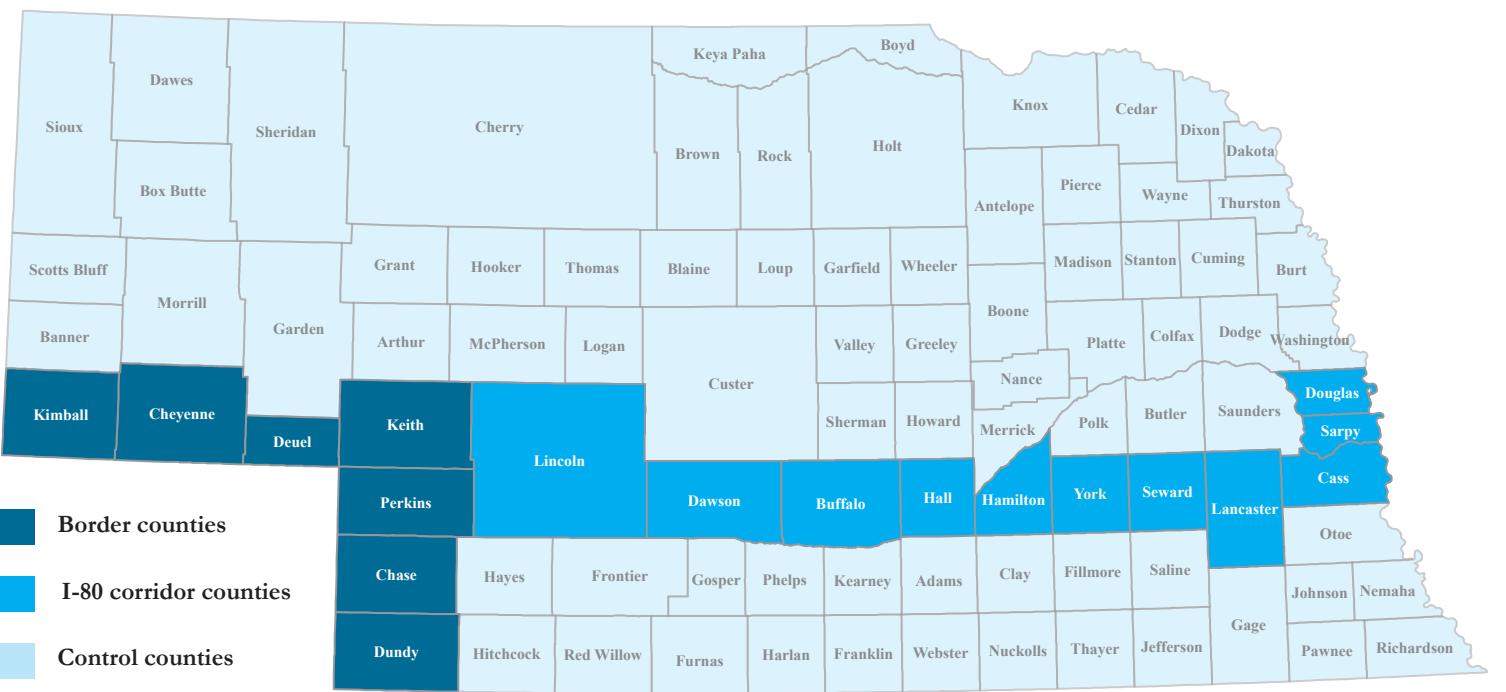 Keya Paha
Boyd
Dawes
Knox
Cedar
Sioux
Sheridan
Cherry
Dixon
Brown
Rock
Holt
Dakota
Box Butte
Pierce
Wayne
Antelope
Thurston
Scotts Bluff
Grant
Hooker
Thomas
Blaine
Loup
Garfield
Wheeler
Madison
Stanton
Cuming
Burt
Morrill
Garden
Boone
Banner
Arthur
McPherson
Logan
Valley
Greeley
Platte
Colfax
Dodge
Washington
Custer
Nance
Kimball
Cheyenne
Deuel
Keith
Sherman
Howard
Merrick
Polk
Butler
Saunders
Douglas
Sarpy
Lincoln
Perkins
Dawson
Buffalo
Hall
Hamilton
York
Seward
Lancaster
Cass
Border counties
Otoe
Chase
Hayes
Frontier
Gosper
Phelps
Kearney
Adams
Clay
Fillmore
Saline
I-80 corridor counties
Johnson
Nemaha
Gage
Control counties
Dundy
Hitchcock
Red Willow
Furnas
Harlan
Franklin
Webster
Nuckolls
Thayer
Jefferson
Pawnee
Richardson